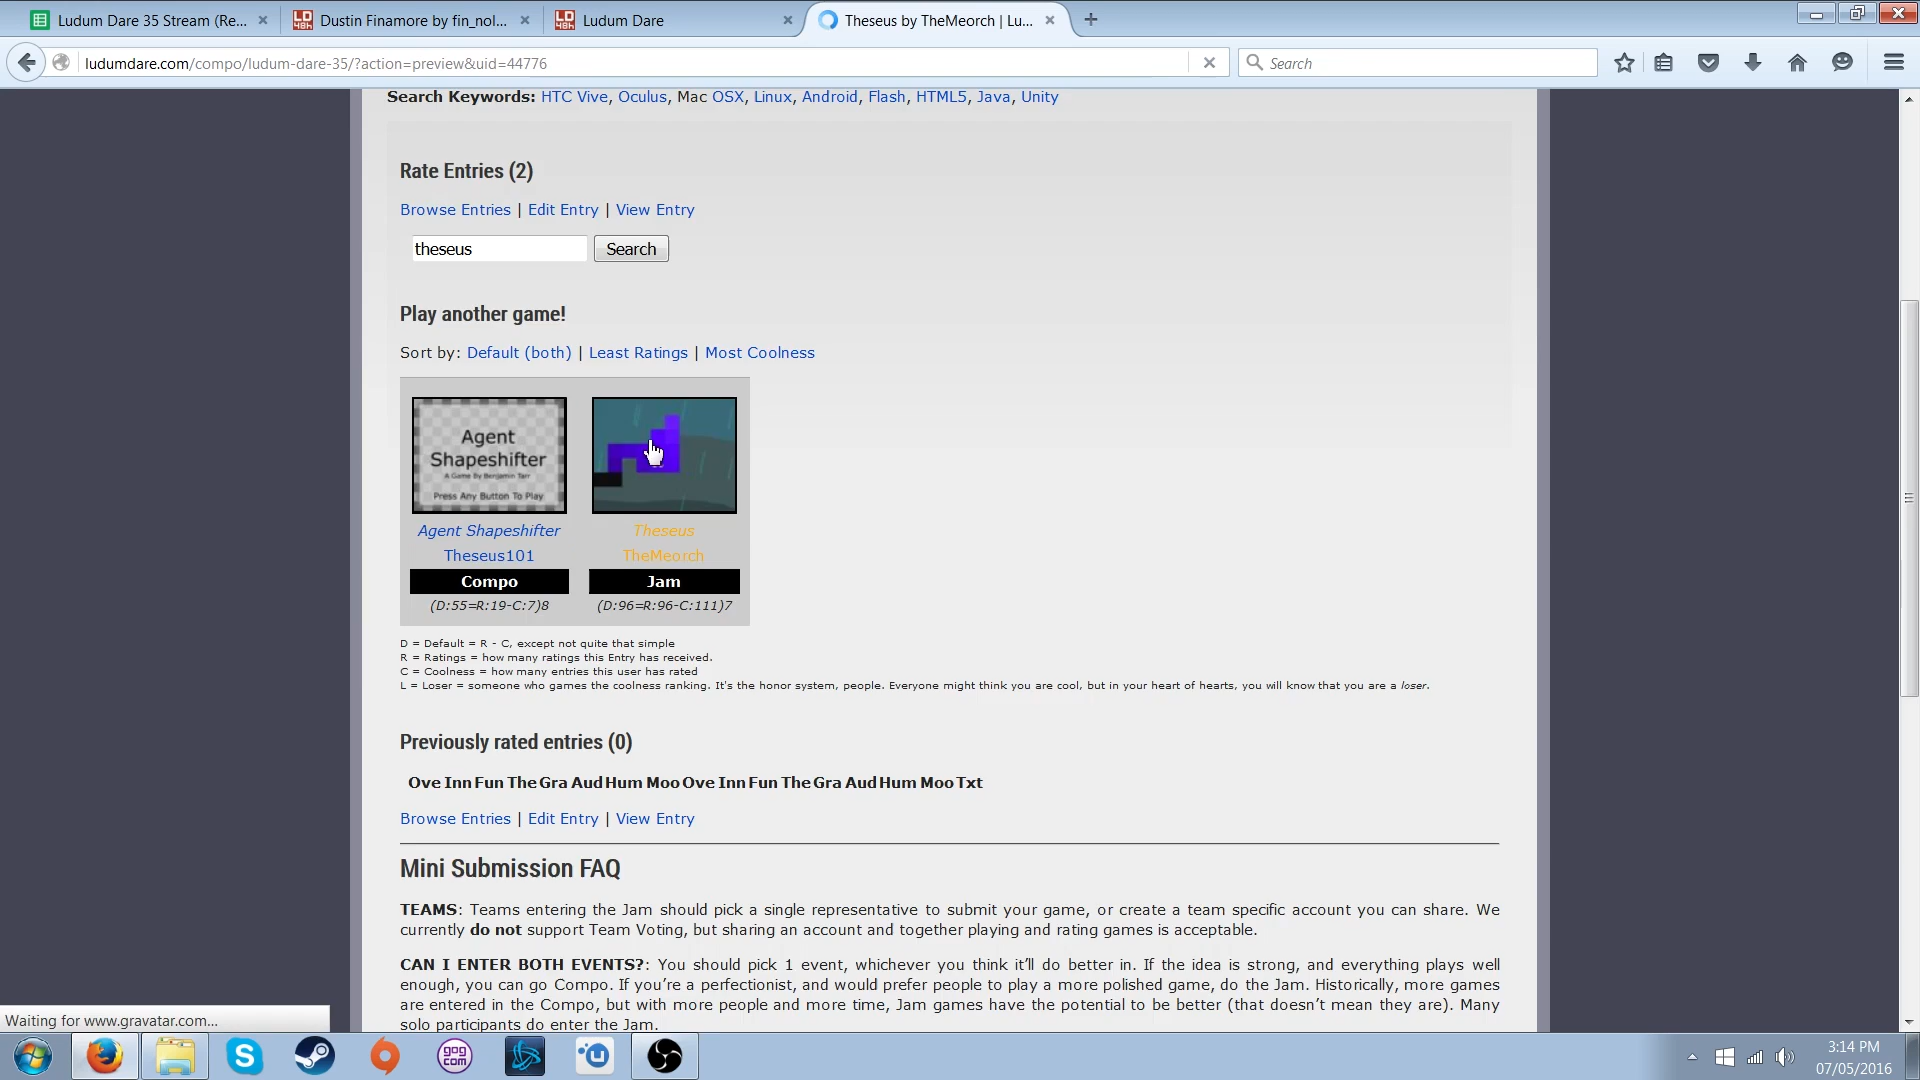 Ludum Dare 35 Stream (Re...
Dustin Finamore by fin_nol...
Ludum Dare
Theseus by TheMeorch | Lu...
ludumdare.com/compo/ludum-dare-35/?action=preview&uid=44776
Search
Search Keywords: HTC Vive, Oculus, Mac OSX, Linux, Android, Flash, HTML5, Java, Unity
Rate Entries (2)
Browse Entries | Edit Entry | View Entry
theseus Search
Play another game!
Sort by: Default (both) | Least Ratings | Most Coolness
Agent
Shapeshifter
A Game By Benjamin Tarr
Press Any Button To Play
Agent Shapeshifter
Theseus101
Compo
(D:55=R:19-C:7)8
Theseus
TheMeorch
Jam
(D:96=R:96-C:111)7
D = Default = R - C, except not quite that simple
R = Ratings = how many ratings this Entry has received.
C = Coolness = how many entries this user has rated
L = Loser = someone who games the coolness ranking. It's the honor system, people. Everyone might think you are cool, but in your heart of hearts, you will know that you are a loser.
Previously rated entries (0)
Ove Inn Fun The Gra Aud Hum Moo Ove Inn Fun The Gra Aud Hum Moo Txt
Browse Entries | Edit Entry | View Entry
Mini Submission FAQ
TEAMS: Teams entering the Jam should pick a single representative to submit your game, or create a team specific account you can share. We
currently do not support Team Voting, but sharing an account and together playing and rating games is acceptable.
CAN I ENTER BOTH EVENTS?: You should pick 1 event, whichever you think it’ll do better in. If the idea is strong, and everything plays well
enough, you can go Compo. If you’re a perfectionist, and would prefer people to play a more polished game, do the Jam. Historically, more games
are entered in the Compo, but with more people and more time, Jam games have the potential to be better (that doesn’t mean they are). Many
solo participants do enter the Jam.
Waiting for www.gravatar.com...
gog
com
3:14 PM
07/05/2016